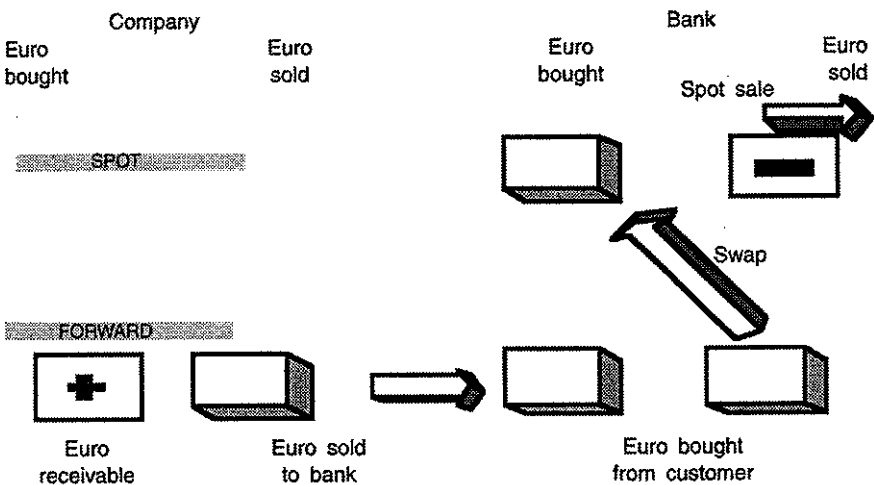 Company
Bank
Euro
bought
Euro
sold
Euro
bought
Euro
sold
Spot sale
SPOT
Swap
FORWARD
Euro
receivable
Euro sold
to bank
Euro bought
from customer